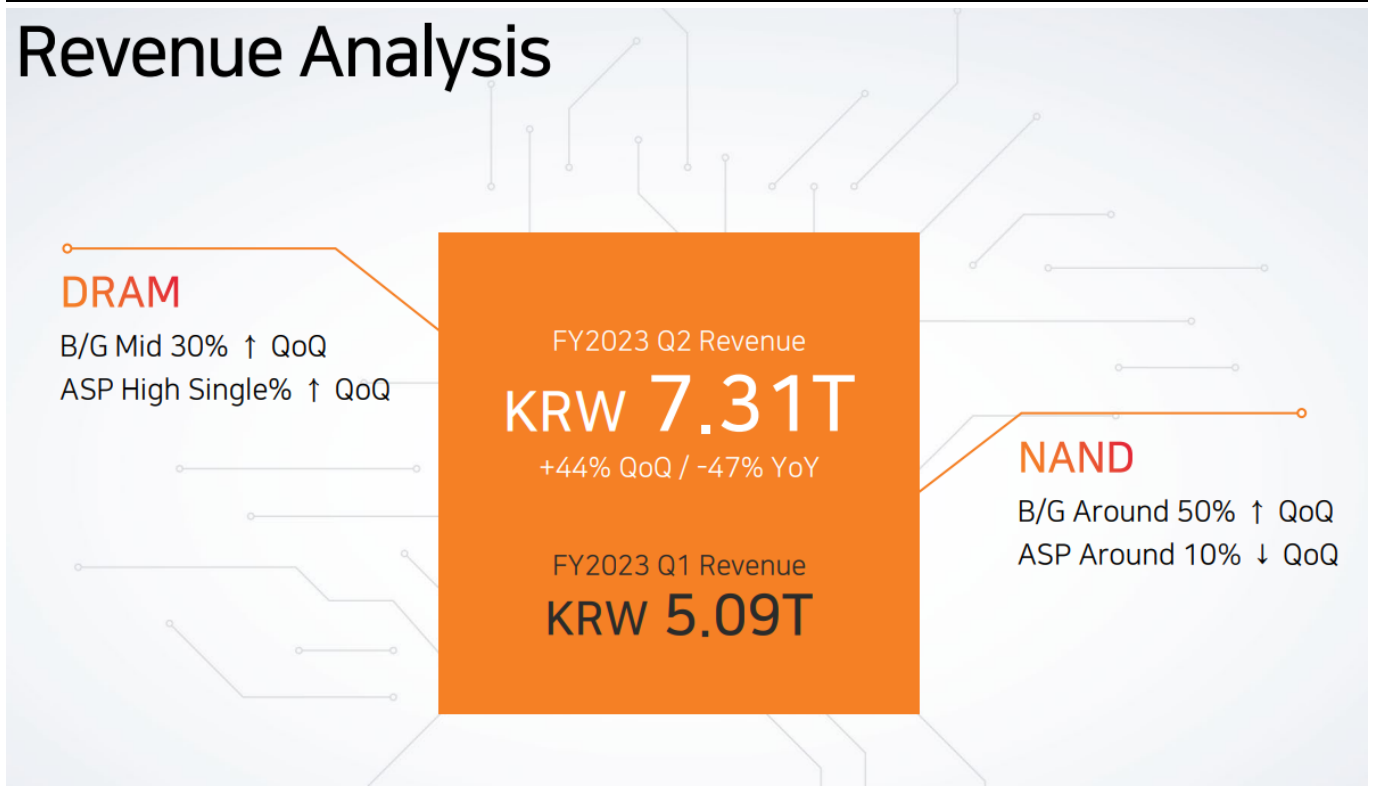 Revenue Analysis
DRAM
B/G Mid 30% ↑ QoQ
ASP High Single% ↑ QoQ
FY2023 Q2 Revenue
KRW 7.31T
+44% QoQ / -47% YoY
FY2023 Q1 Revenue
KRW 5.09T
NAND
B/G Around 50% ↑ QoQ
ASP Around 10% ↓ QoQ